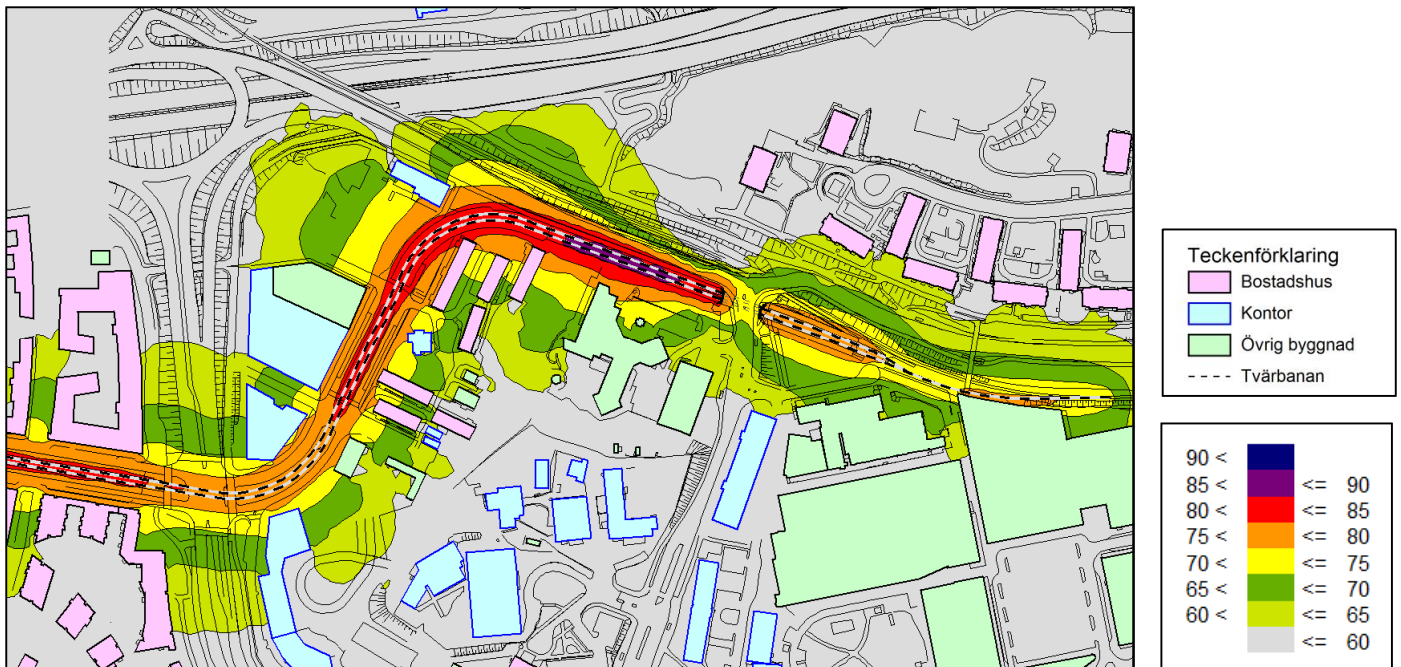 Teckenförklaring
Bostadshus
Kontor
Övrig byggnad
Tvärbanan
90 <
85 < <= 90
80 < <= 85
75 < <= 80
70 < <= 75
65 < <= 70
60 < <= 65
<= 60